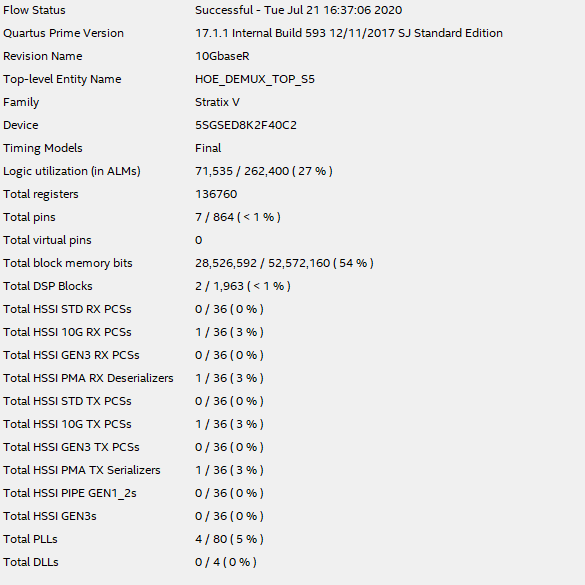 Flow Status Successful - Tue Jul 21 16:37:06 2020
Quartus Prime Version 17.1.1 Internal Build 593 12/11/2017 SJ Standard Edition
Revision Name 10GbaseR
Top-level Entity Name HOE_DEMUX_TOP_S5
Family Stratix V
Device 5SGSED8K2F40C2
Timing Models Final
Logic utilization (in ALMs) 71,535 / 262,400 ( 27 % )
Total registers 136760
Total pins 7 / 864 ( < 1 % )
Total virtual pins 0
Total block memory bits 28,526,592 / 52,572,160 ( 54 % )
Total DSP Blocks 2 / 1,963 ( < 1 % )
Total HSSI STD RX PCSs 0 / 36 ( 0 % )
Total HSSI 10G RX PCSs 1 / 36 ( 3 % )
Total HSSI GEN3 RX PCSs 0 / 36 ( 0 % )
Total HSSI PMA RX Deserializers 1 / 36 ( 3 % )
Total HSSI STD TX PCSs 0 / 36 ( 0 % )
Total HSSI 10G TX PCSs 1 / 36 ( 3 % )
Total HSSI GEN3 TX PCSs 0 / 36 ( 0 % )
Total HSSI PMA TX Serializers 1 / 36 ( 3 % )
Total HSSI PIPE GEN1_2s 0 / 36 ( 0 % )
Total HSSI GEN3s 0 / 36 ( 0 % )
Total PLLs 4 / 80 ( 5 % )
Total DLLs 0 / 4 ( 0 % )